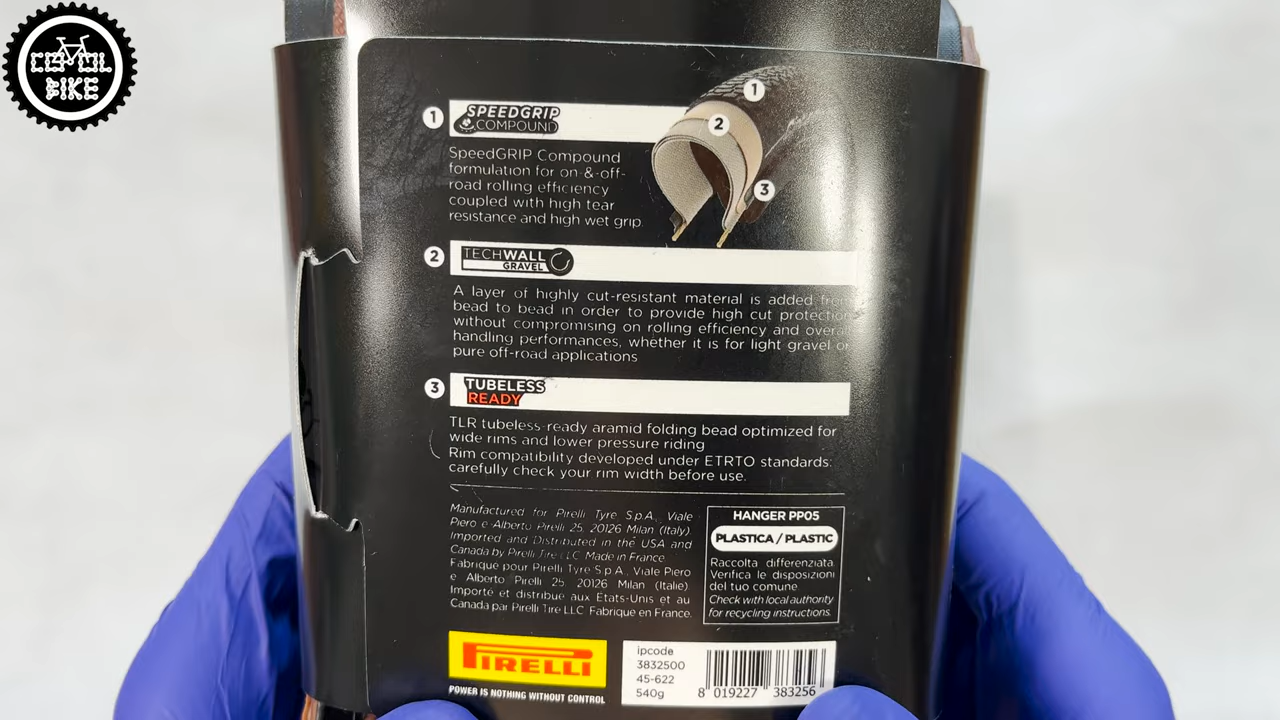 CEVOL
BIKE
1
SPEEDGRIP
COMPOUND
SpeedGRIP Compound
formulation for on-&-off-
road rolling efficiency
coupled with high tear
resistance and high wet grip.
1
2
3
2
TECHWALL
GRAVEL
A layer of highly cut-resistant material is added from
bead to bead in order to provide high cut protection
without compromising on rolling efficiency and overall
handling performances, whether it is for light gravel or
pure off-road applications
3
TUBELESS
READY
TLR tubeless-ready aramid folding bead optimized for
wide rims and lower pressure riding
Rim compatibility developed under ETRTO standards:
carefully check your rim width before use.
Manufactured for Pirelli Tyre S.p.A., Viale
Piero e Alberto Pirelli 25, 20126 Milan (Italy).
Imported and Distributed in the USA and
Canada by Pirelli Tire LLC Made in France
Fabriqué pour Pirelli Tyre S.p.A., Viale Piero
e Alberto Pirelli 25, 20126 Milan (Italie).
Importé et distribué aux États-Unis et au
Canada par Pirelli Tire LLC Fabriqué en France.
HANGER PP05
PLASTICA / PLASTIC
Raccolta differenziata.
Verifica le disposizioni
del tuo comune.
Check with local authority
for recycling instructions.
PIRELLI
POWER IS NOTHING WITHOUT CONTROL
ipcode
3832500
45-622
540g
8 019227 383256